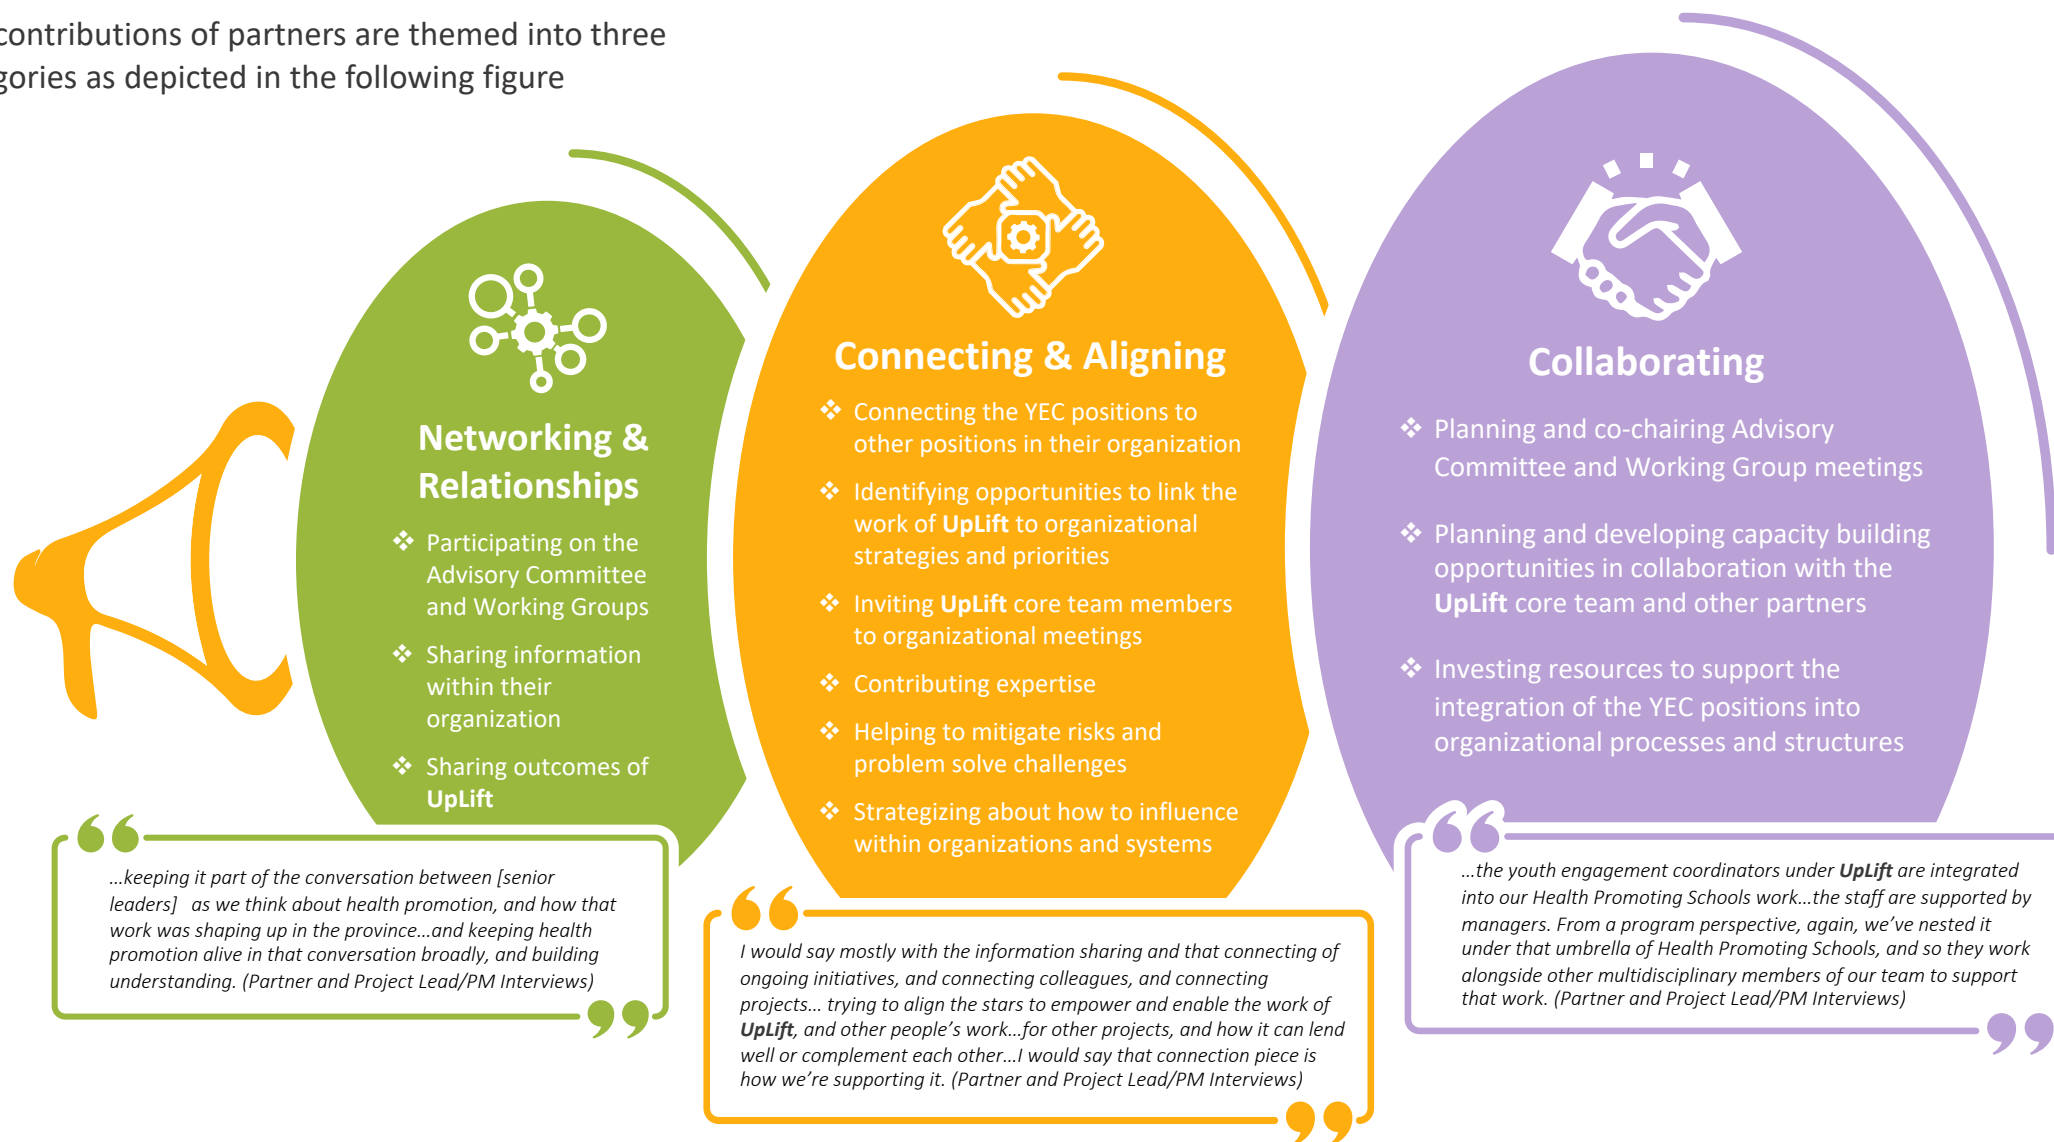 contributions of partners are themed into three
gories as depicted in the following figure
Networking &
Relationships
❖ Participating on the
Advisory Committee
and Working Groups
❖ Sharing information
within their
organization
❖ Sharing outcomes of
UpLift
“
…keeping it part of the conversation between [senior
leaders] as we think about health promotion, and how that
work was shaping up in the province…and keeping health
promotion alive in that conversation broadly, and building
understanding. (Partner and Project Lead/PM Interviews)
”
Connecting & Aligning
❖ Connecting the YEC positions to
other positions in their organization
❖ Identifying opportunities to link the
work of UpLift to organizational
strategies and priorities
❖ Inviting UpLift core team members
to organizational meetings
❖ Contributing expertise
❖ Helping to mitigate risks and
problem solve challenges
❖ Strategizing about how to influence
within organizations and systems
“
I would say mostly with the information sharing and that connecting of
ongoing initiatives, and connecting colleagues, and connecting
projects… trying to align the stars to empower and enable the work of
UpLift, and other people’s work…for other projects, and how it can lend
well or complement each other…I would say that connection piece is
how we’re supporting it. (Partner and Project Lead/PM Interviews)
”
Collaborating
❖ Planning and co-chairing Advisory
Committee and Working Group meetings
❖ Planning and developing capacity building
opportunities in collaboration with the
UpLift core team and other partners
❖ Investing resources to support the
integration of the YEC positions into
organizational processes and structures
“
…the youth engagement coordinators under UpLift are integrated
into our Health Promoting Schools work…the staff are supported by
managers. From a program perspective, again, we’ve nested it
under that umbrella of Health Promoting Schools, and so they work
alongside other multidisciplinary members of our team to support
that work. (Partner and Project Lead/PM Interviews)
”